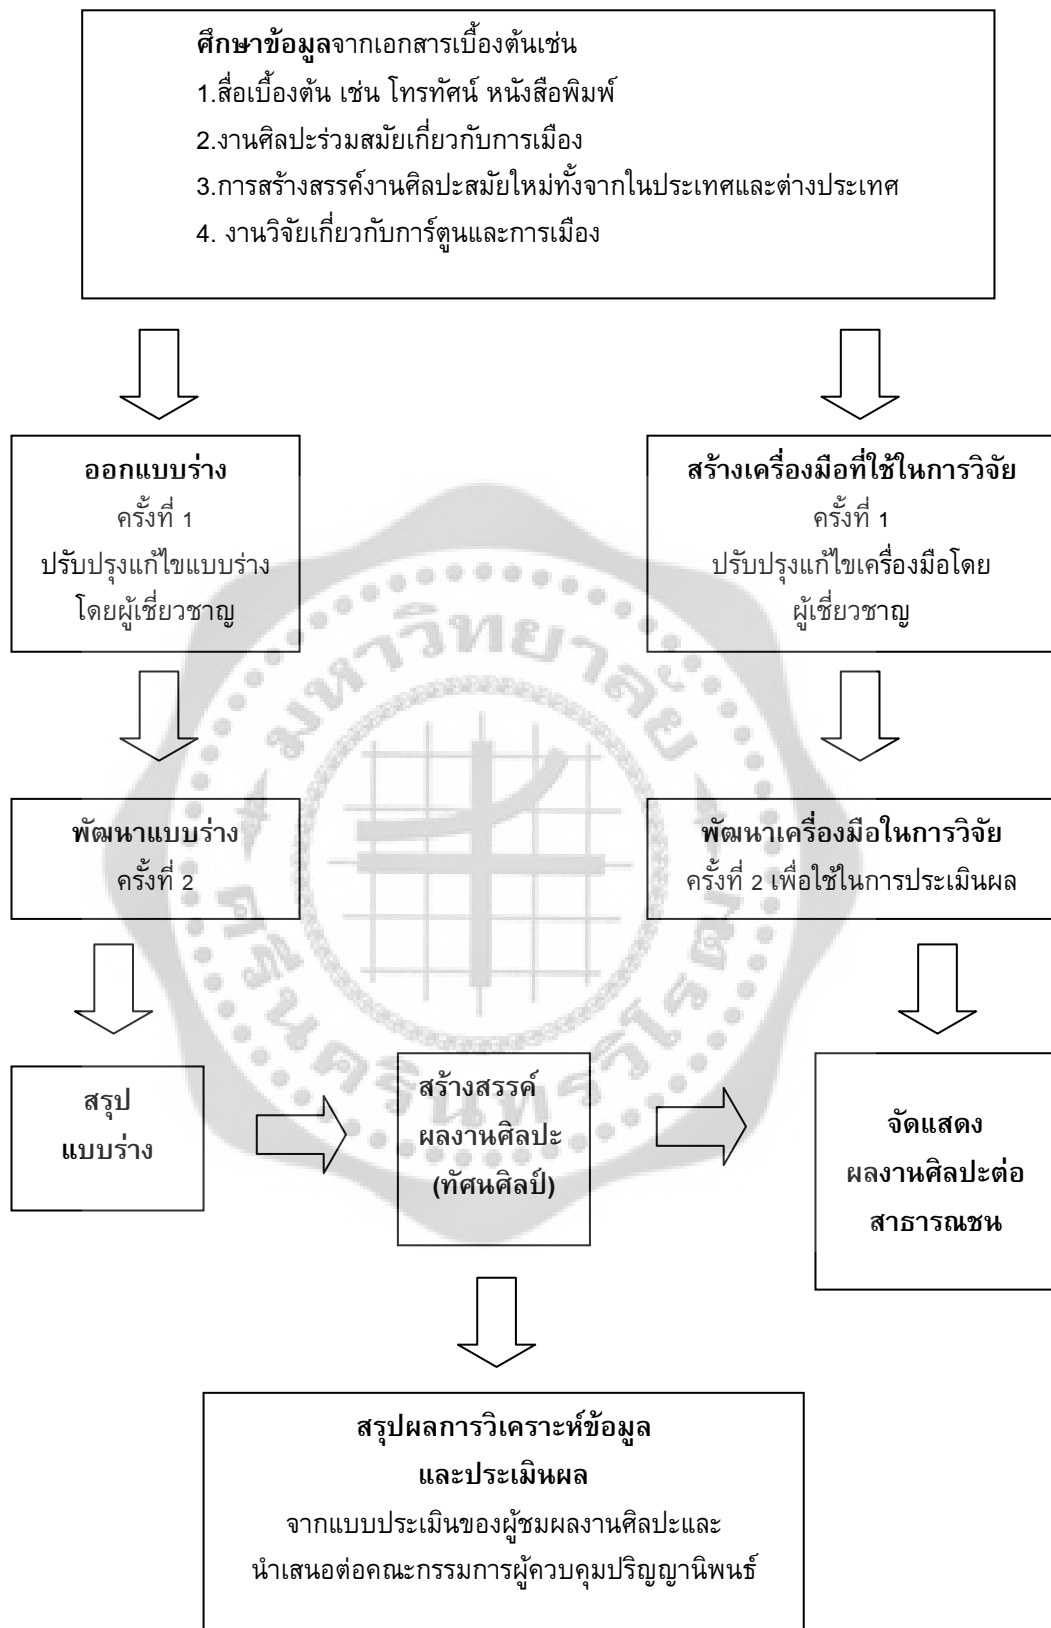 ศึกษาข้อมูลจากเอกสารเบื้องต้นเช่น
1.สื่อเบื้องต้น เช่น โทรทัศน์ หนังสือพิมพ์
2.งานศิลปะร่วมสมัยเกี่ยวกับการเมือง
3.การสร้างสรรค์งานศิลปะสมัยใหม่ทั้งจากในประเทศและต่างประเทศ
4. งานวิจัยเกี่ยวกับการ์ตูนและการเมือง
ออกแบบร่าง
ครั้งที่ 1
ปรับปรุงแก้ไขแบบร่าง
โดยผู้เชี่ยวชาญ
สร้างเครื่องมือที่ใช้ในการวิจัย
ครั้งที่ 1
ปรับปรุงแก้ไขเครื่องมือโดย
ผู้เชี่ยวชาญ
พัฒนาแบบร่าง
ครั้งที่ 2
พัฒนาเครื่องมือในการวิจัย
ครั้งที่ 2 เพื่อใช้ในการประเมินผล
สรุป
แบบร่าง
สร้างสรรค์
ผลงานศิลปะ
(ทัศนศิลป์)
จัดแสดง
ผลงานศิลปะต่อ
สาธารณชน
สรุปผลการวิเคราะห์ข้อมูล
และประเมินผล
จากแบบประเมินของผู้ชมผลงานศิลปะและ
นำเสนอต่อคณะกรรมการผู้ควบคุมปริญญานิพนธ์
มหาวิทยาลัย
ศรีนครินทรวิโรฒ